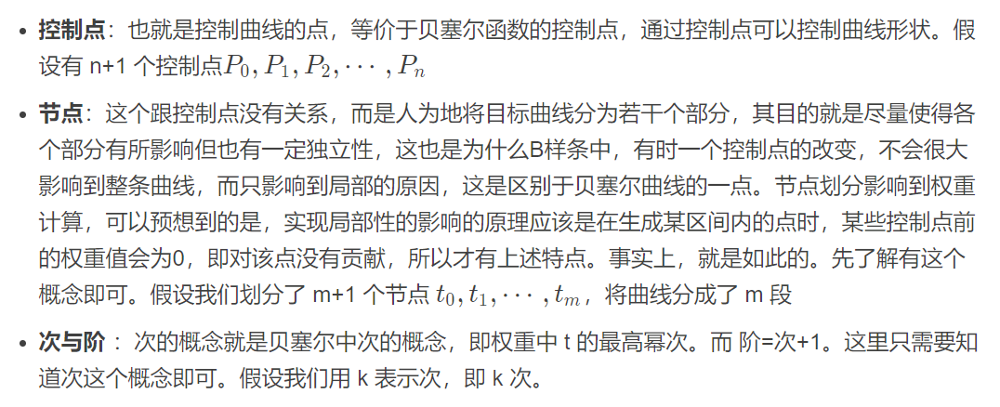 • 控制点：也就是控制曲线的点，等价于贝塞尔函数的控制点，通过控制点可以控制曲线形状。假
设有 n+1 个控制点P₀, P₁, P₂, ⋯ , Pₙ
• 节点：这个跟控制点没有关系，而是人为地将目标曲线分为若干个部分，其目的就是尽量使得各
个部分有所影响但也有一定独立性，这也是为什么B样条中，有时一个控制点的改变，不会很大
影响到整条曲线，而只影响到局部的原因，这是区别于贝塞尔曲线的一点。节点划分影响到权重
计算，可以预想到的是，实现局部性的影响的原理应该是在生成某区间内的点时，某些控制点前
的权重值会为0，即对该点没有贡献，所以才有上述特点。事实上，就是如此的。先了解有这个
概念即可。假设我们划分了 m+1 个节点 t₀, t₁, ⋯ , tₘ，将曲线分成了 m 段
• 次与阶 ：次的概念就是贝塞尔中次的概念，即权重中 t 的最高幂次。而 阶=次+1。这里只需要知
道次这个概念即可。假设我们用 k 表示次，即 k 次。